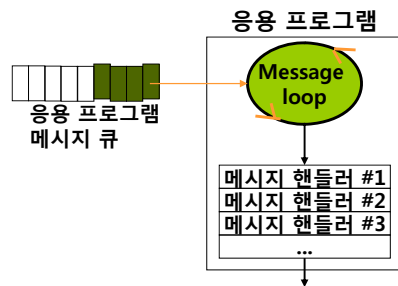 응용 프로그램
Message
loop
응용 프로그램
메시지 큐
메시지 핸들러 #1
메시지 핸들러 #2
메시지 핸들러 #3
...